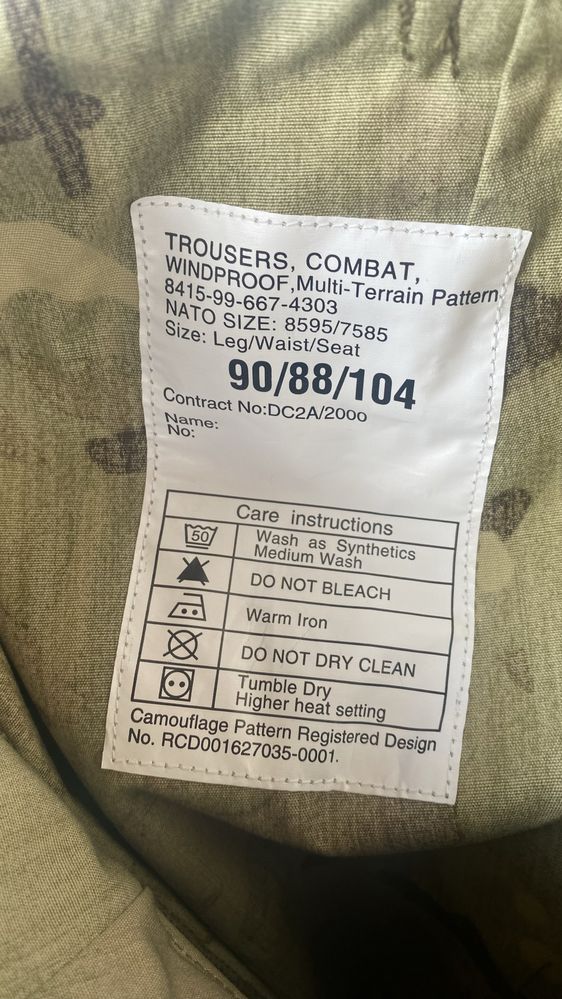 TROUSERS, COMBAT,
WINDPROOF,Multi-Terrain Pattern
8415-99-667-4303
NATO SIZE: 8595/7585
Size: Leg/Waist/Seat
90/88/104
Contract No:DC2A/2000
Name:
No:
Care instructions
50
Wash as Synthetics
Medium Wash
DO NOT BLEACH
Warm Iron
DO NOT DRY CLEAN
Tumble Dry
Higher heat setting
Camouflage Pattern Registered Design
No. RCD001627035-0001.